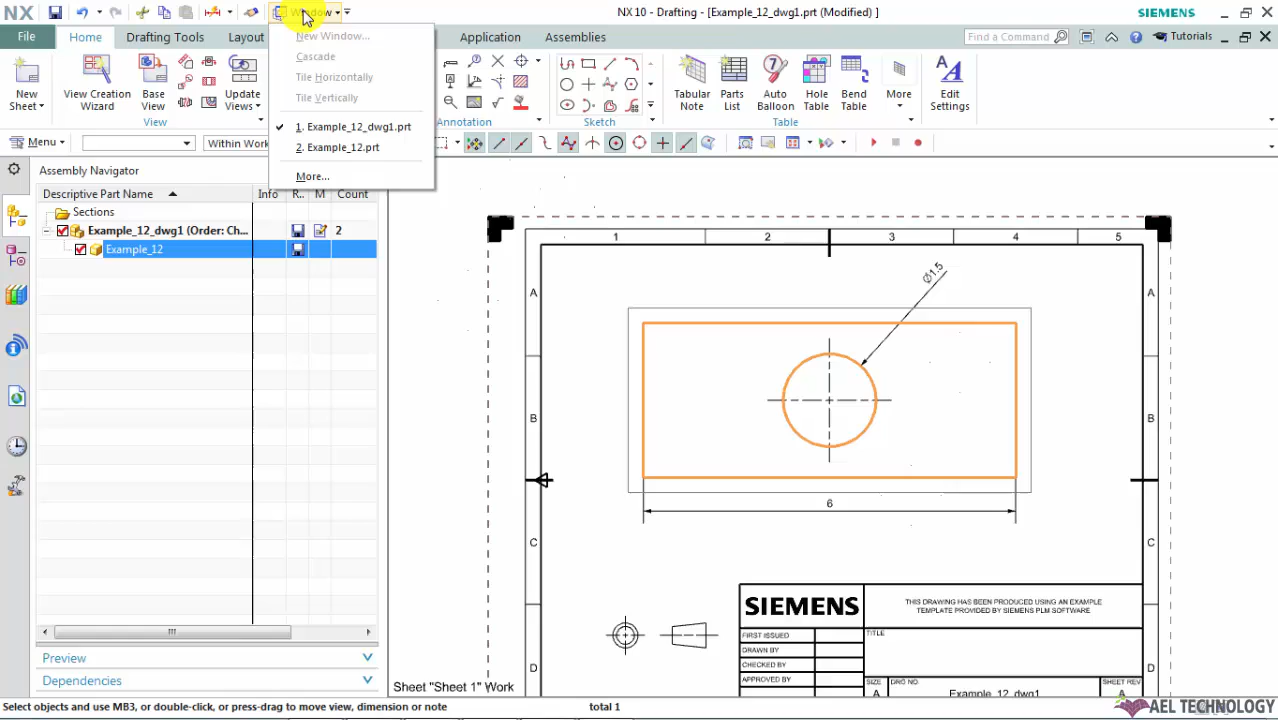 NX
Window
NX 10 - Drafting - [Example_12_dwg1.prt (Modified) ]
SIEMENS
File
Home
Drafting Tools
Layout
Application
Assemblies
Find a Command
Tutorials
New Window...
Cascade
Tile Horizontally
Tile Vertically
1. Example_12_dwg1.prt
2. Example_12.prt
More...
New
Sheet
View Creation
Wizard
Base
View
Update
Views
View
Annotation
Sketch
Tabular
Note
Parts
List
Auto
Balloon
Hole
Table
Bend
Table
More
Table
Edit
Settings
Menu
Within Work
Assembly Navigator
Descriptive Part Name
Info
R..
M
Count
Sections
Example_12_dwg1 (Order: Ch...
2
Example_12
Preview
Dependencies
1
2
3
4
5
A
A
B
B
C
C
D
D
Ø1.5
6
SIEMENS
THIS DRAWING HAS BEEN PRODUCED USING AN EXAMPLE
TEMPLATE PROVIDED BY SIEMENS PLM SOFTWARE
FIRST ISSUED
TITLE
DRAWN BY
CHECKED BY
APPROVED BY
SIZE
DRG NO.
SHEET REV
A
Example_12_dwg1
A
Sheet "Sheet 1" Work
Select objects and use MB3, or double-click, or press-drag to move view, dimension or note
total 1
AEL TECHNOLOGY